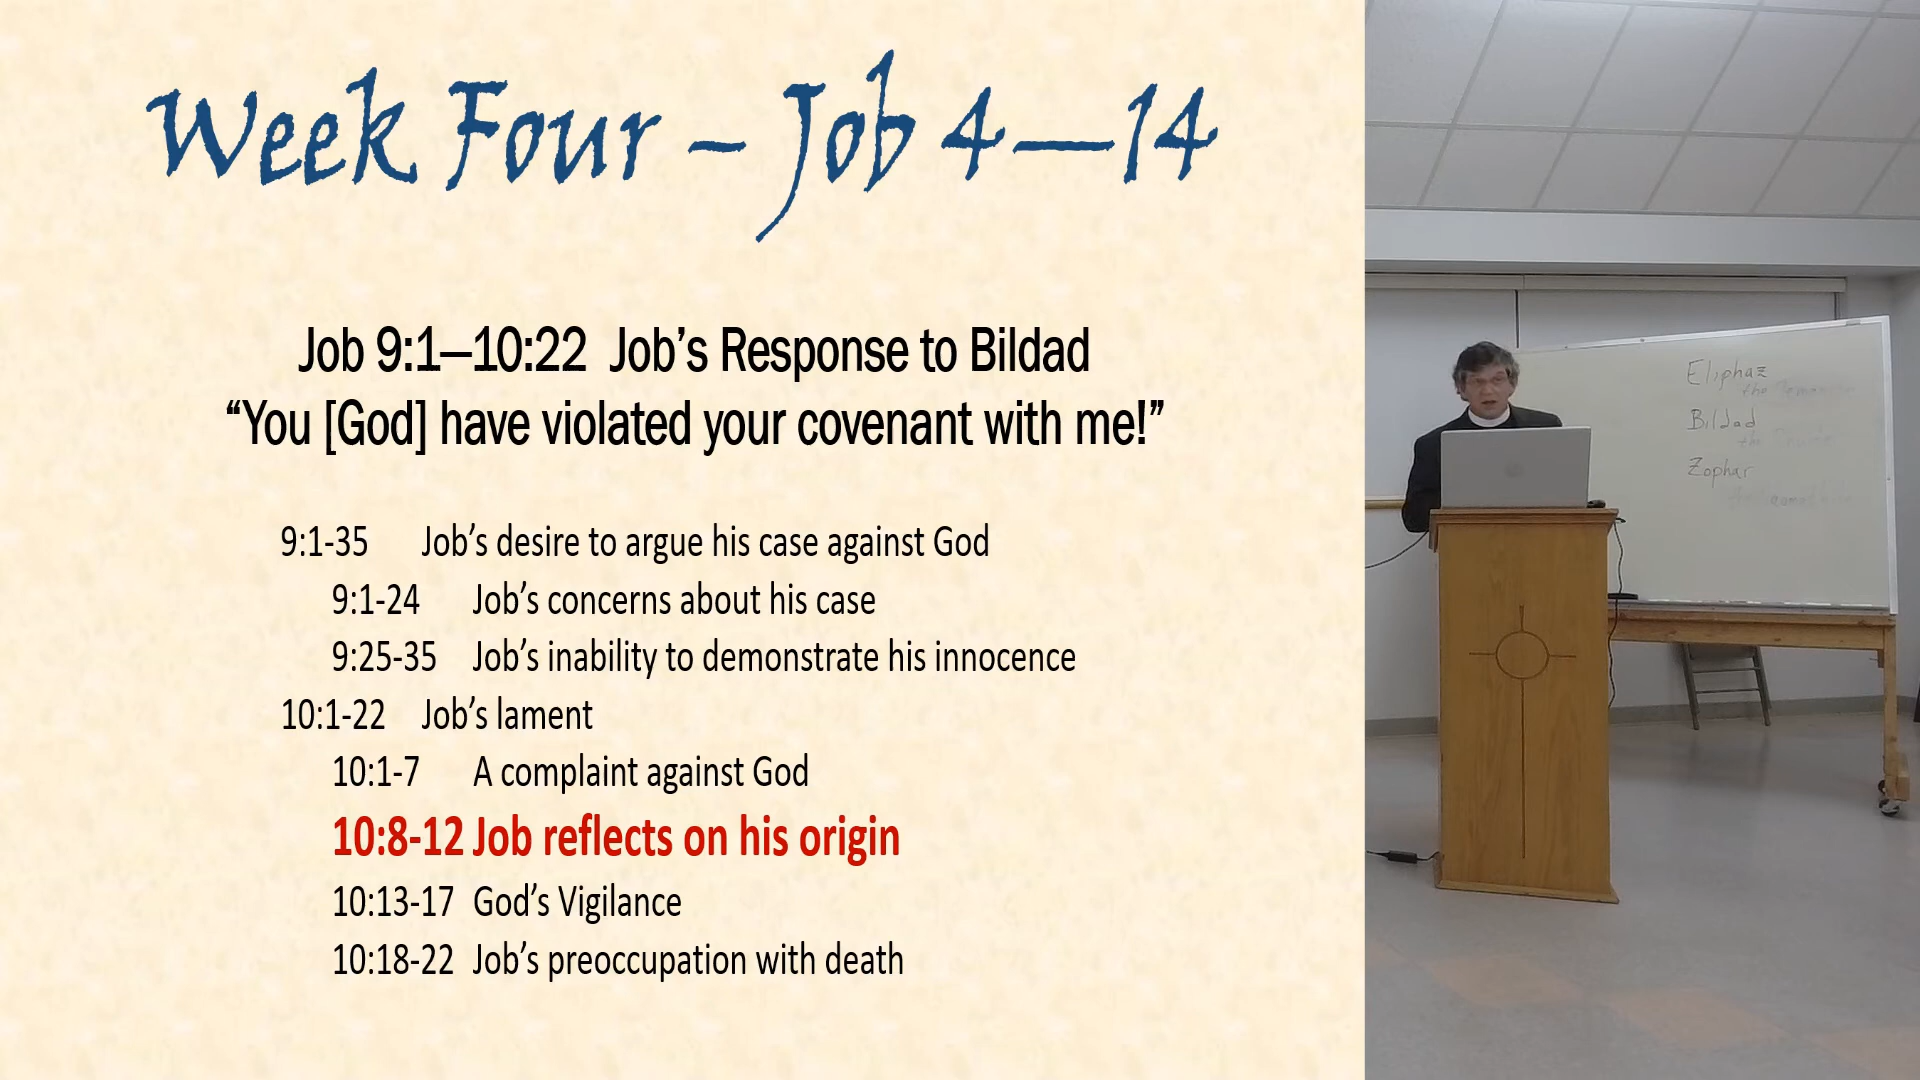 Week Four – Job 4—14
Job 9:1—10:22 Job’s Response to Bildad
“You [God] have violated your covenant with me!”
9:1-35 Job’s desire to argue his case against God
9:1-24 Job’s concerns about his case
9:25-35 Job’s inability to demonstrate his innocence
10:1-22 Job’s lament
10:1-7 A complaint against God
10:8-12 Job reflects on his origin
10:13-17 God’s Vigilance
10:18-22 Job’s preoccupation with death
Eliphaz
the
Bildad
the
Zophar